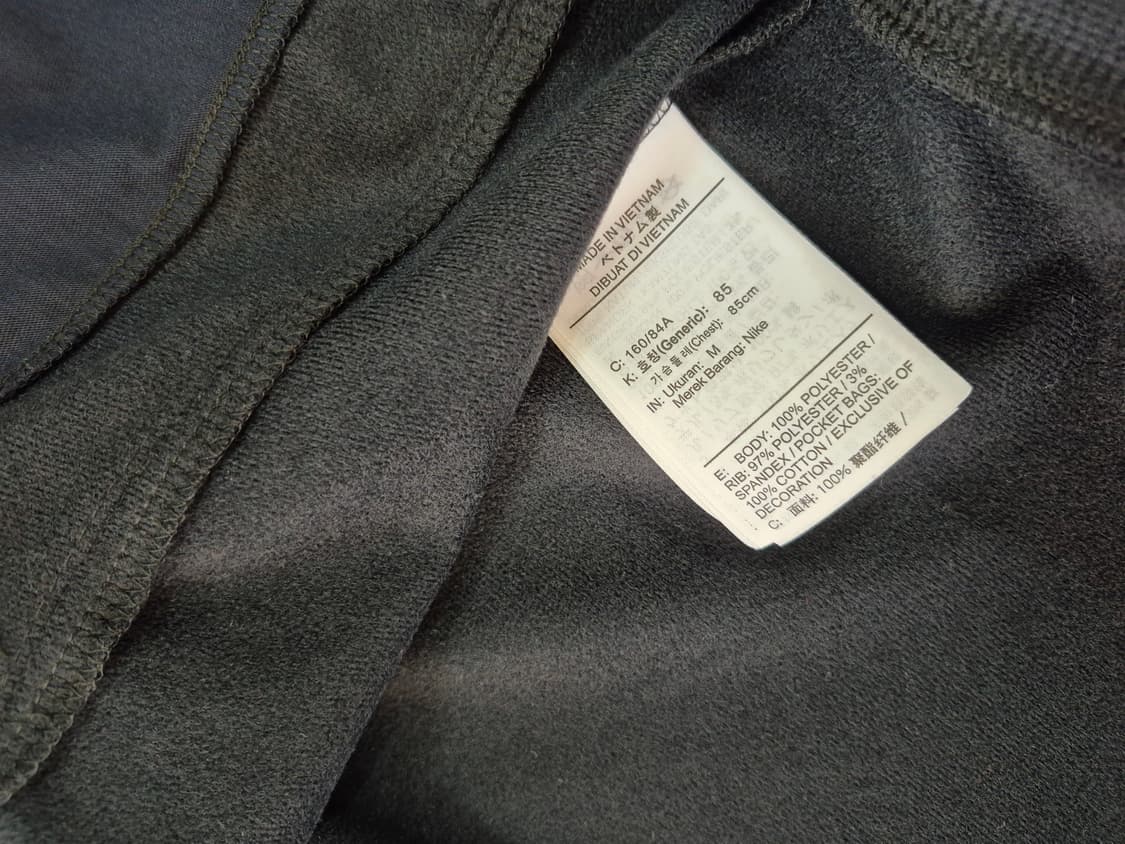 MADE IN VIETNAM
ベトナム製
DIBUAT DI VIETNAM
C: 160/84A
K: 호칭(Generic): 85
가슴둘레(Chest): 85cm
IN: Ukuran: M
Merek Barang: Nike
E: BODY: 100% POLYESTER /
RIB: 97% POLYESTER / 3%
SPANDEX / POCKET BAGS:
100% COTTON / EXCLUSIVE OF
DECORATION
C: 面料: 100% 聚酯纤维 /